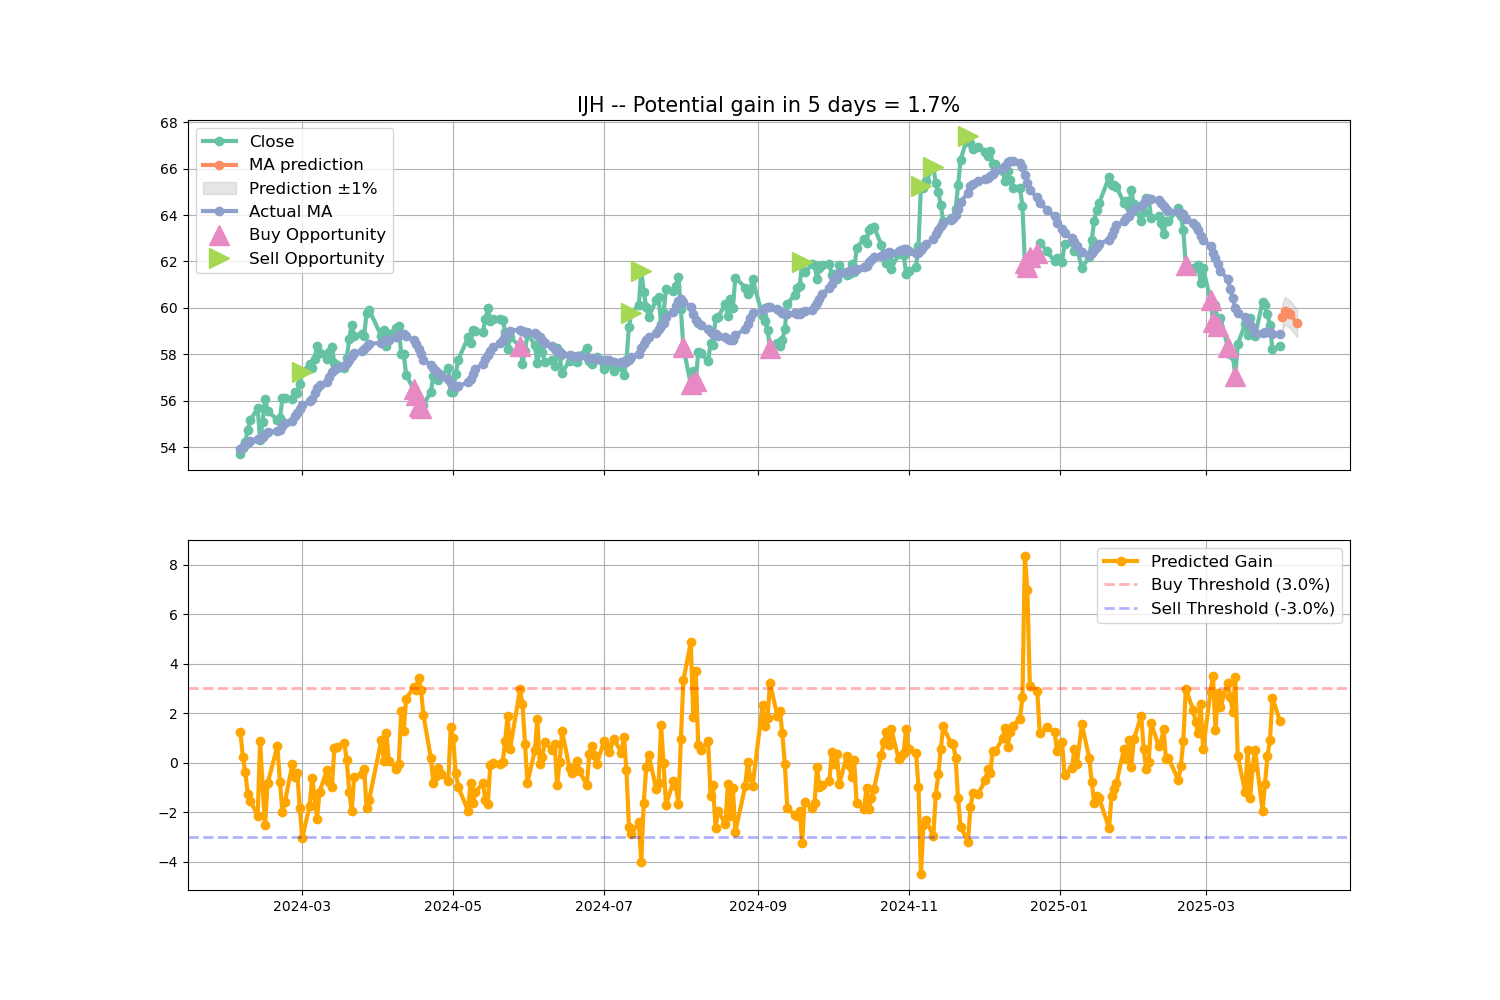 IJH -- Potential gain in 5 days = 1.7%
68
66
64
62
60
58
56
54
Close
MA prediction
Prediction ±1%
Actual MA
Buy Opportunity
Sell Opportunity
8
6
4
2
0
−2
−4
Predicted Gain
Buy Threshold (3.0%)
Sell Threshold (-3.0%)
2024-03
2024-05
2024-07
2024-09
2024-11
2025-01
2025-03